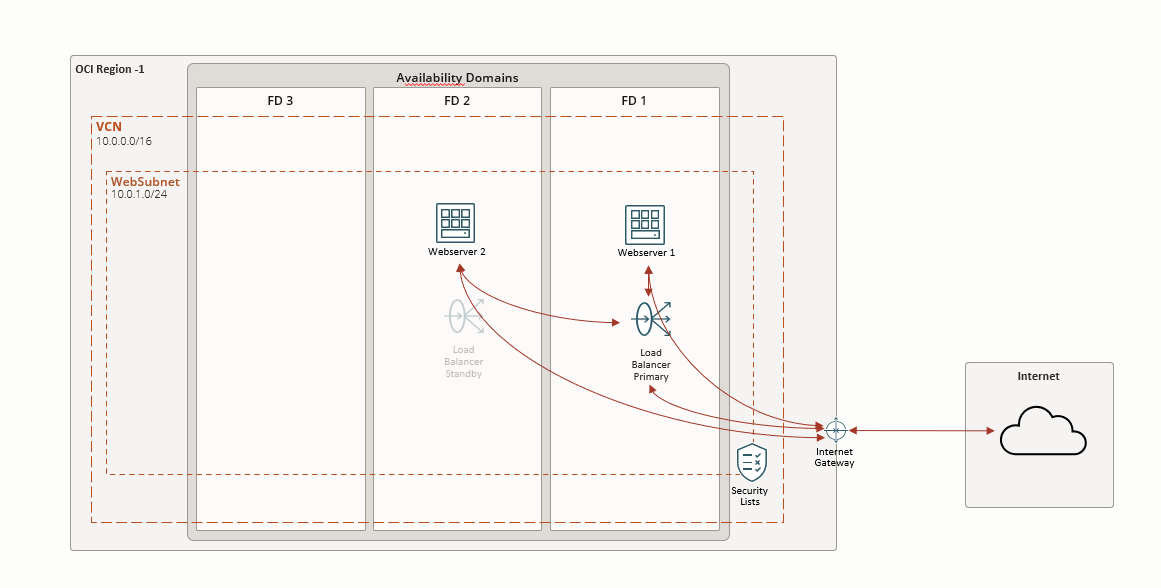 OCI Region -1
Availability Domains
FD 3
FD 2
FD 1
VCN
10.0.0.0/16
WebSubnet
10.0.1.0/24
Webserver 2
Webserver 1
Load
Balancer
Standby
Load
Balancer
Primary
Internet
Internet
Gateway
Security
Lists